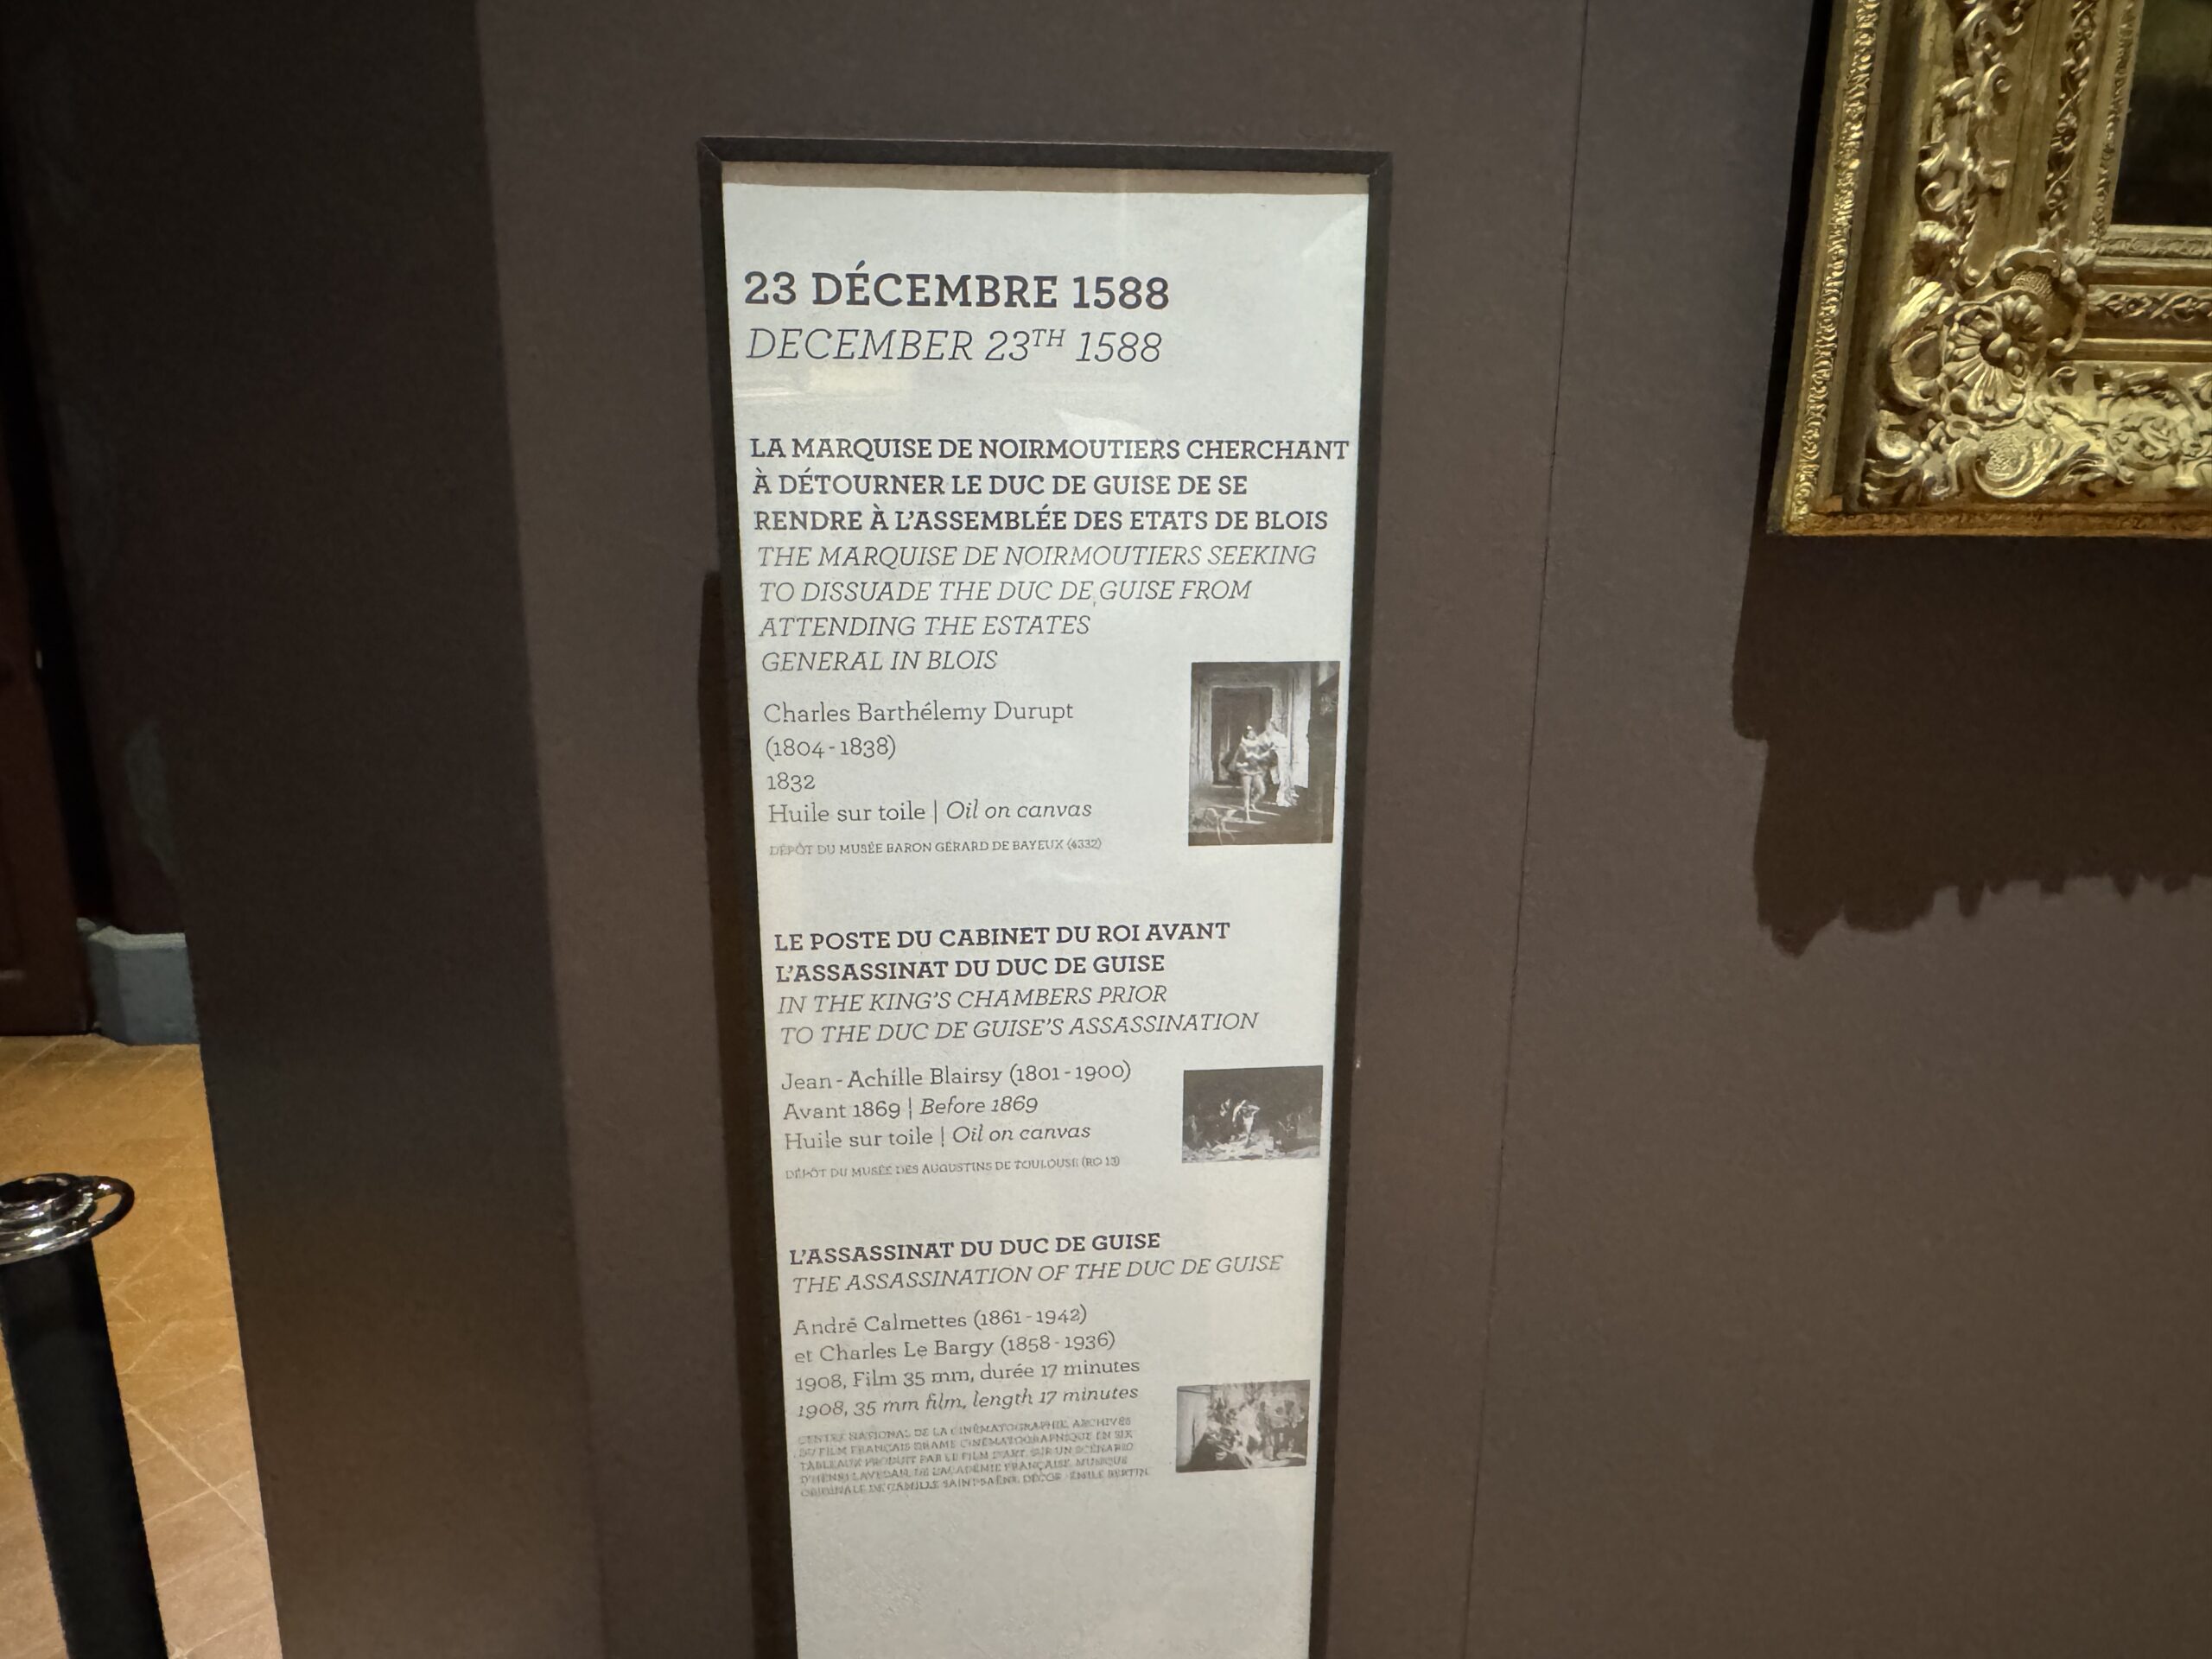 23 DÉCEMBRE 1588
DECEMBER 23TH 1588
LA MARQUISE DE NOIRMOUTIERS CHERCHANT
À DÉTOURNER LE DUC DE GUISE DE SE
RENDRE À L'ASSEMBLÉE DES ETATS DE BLOIS
THE MARQUISE DE NOIRMOUTIERS SEEKING
TO DISSUADE THE DUC DE GUISE FROM
ATTENDING THE ESTATES
GENERAL IN BLOIS
Charles Barthélemy Durupt
(1804-1838)
1832
Huile sur toile | Oil on canvas
DÉPÔT DU MUSÉE BARON GÉRARD DE BAYEUX (4332)
LE POSTE DU CABINET DU ROI AVANT
L'ASSASSINAT DU DUC DE GUISE
IN THE KING'S CHAMBERS PRIOR
TO THE DUC DE GUISE'S ASSASSINATION
Jean-Achille Blairsy (1801-1900)
Avant 1869 | Before 1869
Huile sur toile | Oil on canvas
DÉPÔT DU MUSÉE DES AUGUSTINS DE TOULOUSE (RO 13)
L'ASSASSINAT DU DUC DE GUISE
THE ASSASSINATION OF THE DUC DE GUISE
André Calmettes (1861-1942)
et Charles Le Bargy (1858-1936)
1908, Film 35 mm, durée 17 minutes
1908, 35 mm film, length 17 minutes
CENTRE NATIONAL DE LA CINÉMATOGRAPHIE, ARCHIVES
DU FILM FRANÇAIS DRAME CINÉMATOGRAPHIQUE EN SIX
TABLEAUX PRODUIT PAR LE FILM D'ART SUR UN SCÉNARIO
D'HENRI LAVEDAN, DE L'ACADÉMIE FRANÇAISE. MUSIQUE
ORIGINALE DE CAMILLE SAINT-SAËNS, DÉCOR : ÉMILE BERTIN.